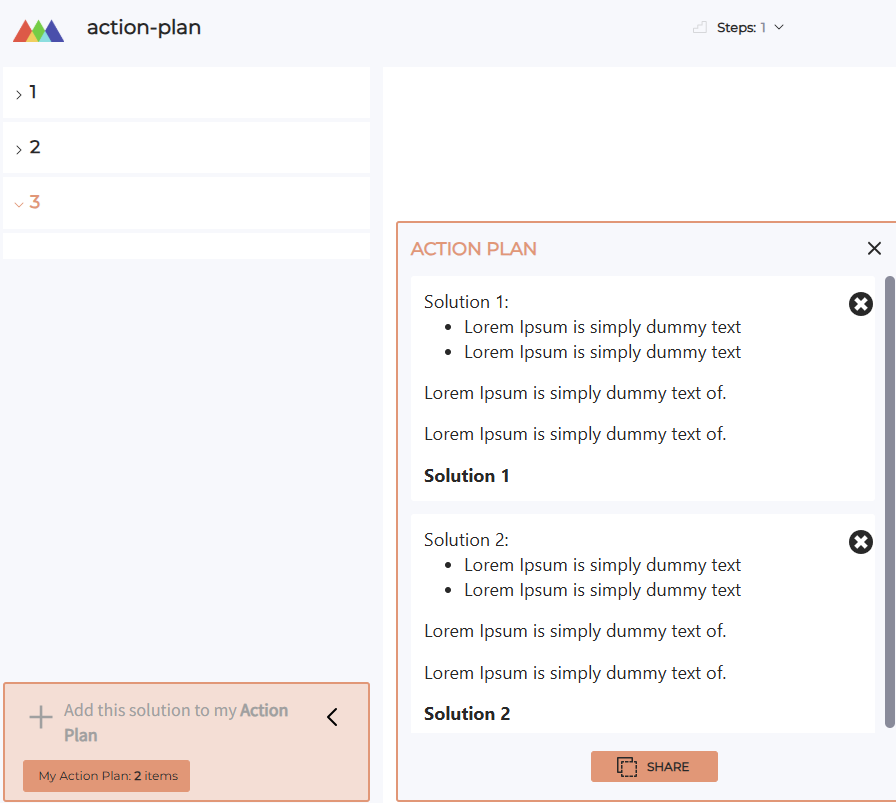 action-plan
Steps: 1
1
2
3
ACTION PLAN
Solution 1:
• Lorem Ipsum is simply dummy text
• Lorem Ipsum is simply dummy text
Lorem Ipsum is simply dummy text of.
Lorem Ipsum is simply dummy text of.
Solution 1
Solution 2:
• Lorem Ipsum is simply dummy text
• Lorem Ipsum is simply dummy text
Lorem Ipsum is simply dummy text of.
Lorem Ipsum is simply dummy text of.
Solution 2
SHARE
Add this solution to my Action
Plan
My Action Plan: 2 items